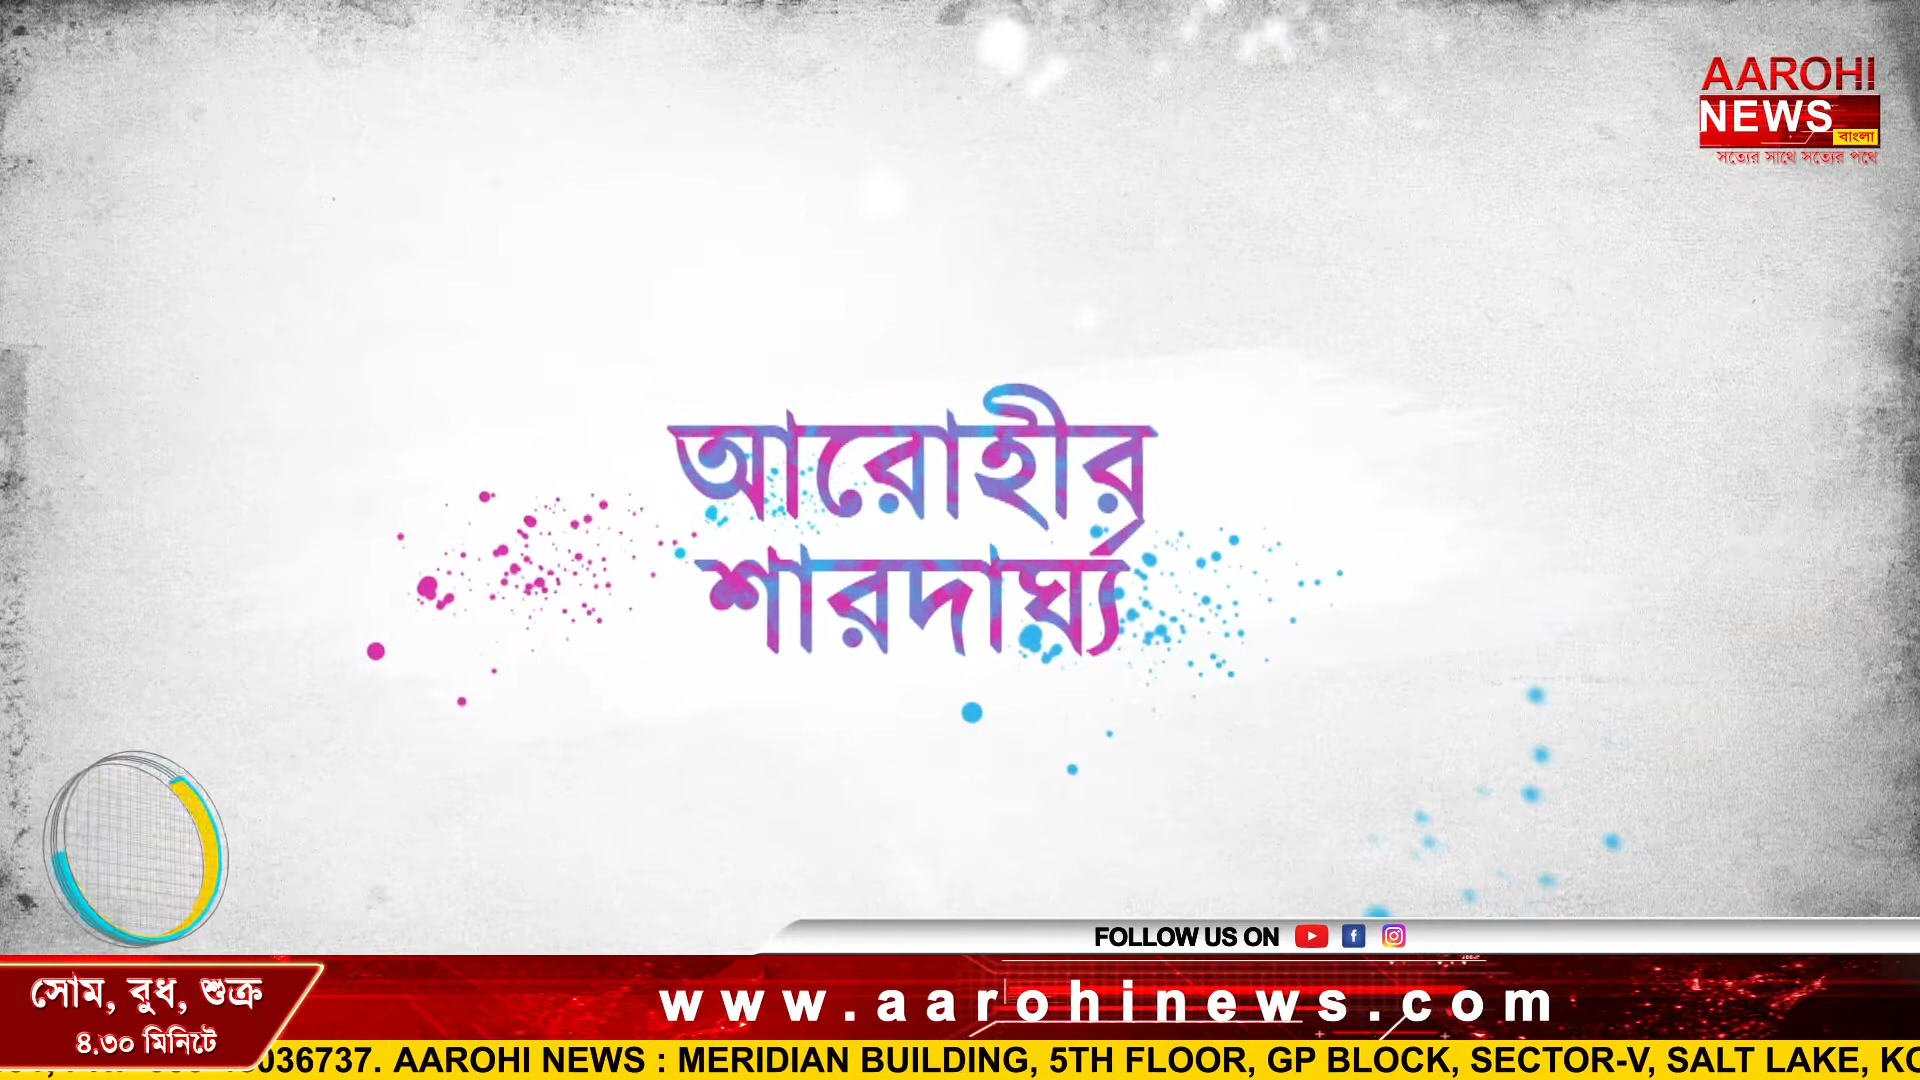 AAROHI
NEWS
বাংলা
সত্যের সাথে সত্যের পথে
আরোহীর
শারদার্ঘ্য
FOLLOW US ON
সোম, বুধ, শুক্র
৪.৩০ মিনিটে
www.aarohinews.com
036737. AAROHI NEWS : MERIDIAN BUILDING, 5TH FLOOR, GP BLOCK, SECTOR-V, SALT LAKE,